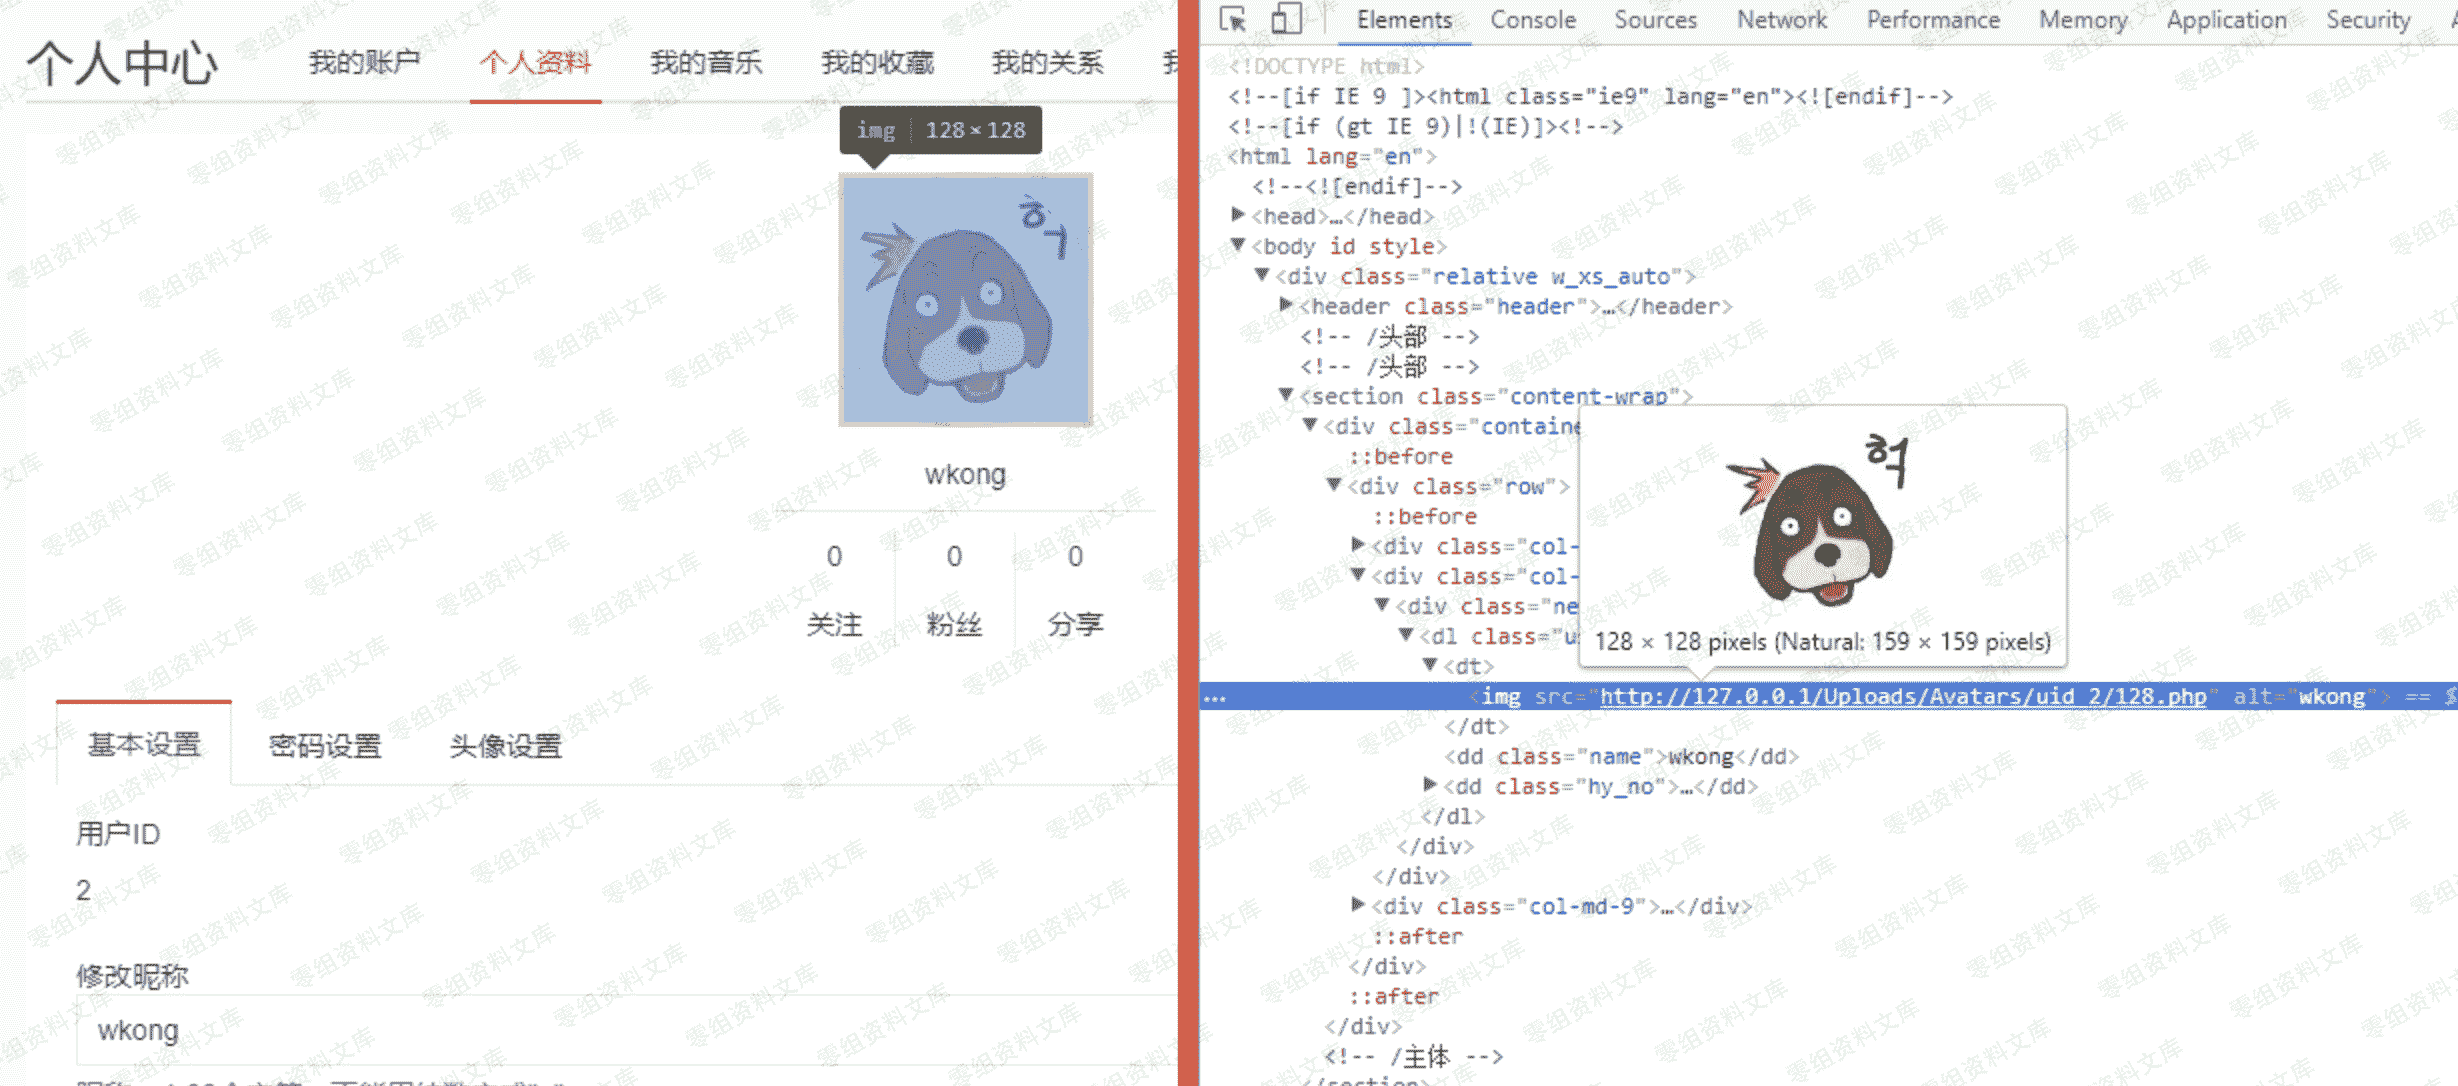 个人中心
我的账户
个人资料
我的音乐
我的收藏
我的关系
img 128×128
헉
wkong
0 0 0
关注 粉丝 分享
基本设置 密码设置 头像设置
用户ID
2
修改昵称
wkong
Elements Console Sources Network Performance Memory Application Security
<!DOCTYPE html>
<!--[if IE 9 ]><html class="ie9" lang="en"><![endif]-->
<!--[if (gt IE 9)|!(IE)]><!-->
<html lang="en">
<!--<![endif]-->
<head>…</head>
<body id style>
<div class="relative w_xs_auto">
<header class="header">…</header>
<!-- /头部 -->
<!-- /头部 -->
<section class="content-wrap">
<div class="containe
::before
<div class="row">
::before
<div class="col-
<div class="col-
<div class="ne
<dl class="u
<dt>
헉
128 × 128 pixels (Natural: 159 × 159 pixels)
… <img src="http://127.0.0.1/Uploads/Avatars/uid_2/128.php" alt="wkong"> == $
</dt>
<dd class="name">wkong</dd>
<dd class="hy_no">…</dd>
</dl>
</div>
</div>
<div class="col-md-9">…</div>
::after
</div>
::after
</div>
<!-- /主体 -->
</section>
零组资料文库